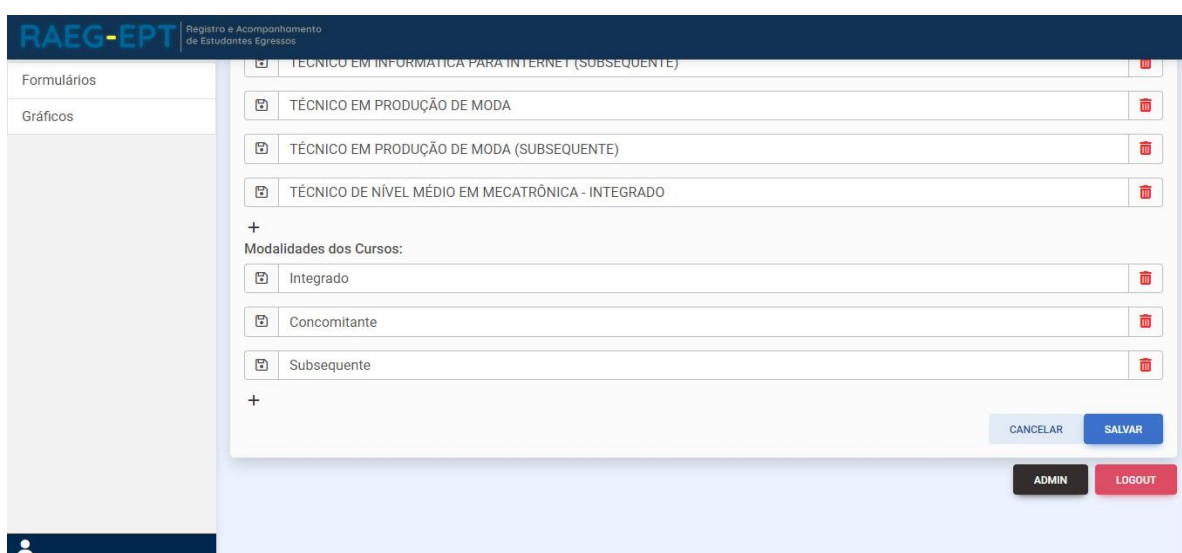 RAEG-EPT
Registro e Acompanhamento
de Estudantes Egressos
Formulários
Gráficos
TÉCNICO EM INFORMÁTICA PARA INTERNET (SUBSEQUENTE)
TÉCNICO EM PRODUÇÃO DE MODA
TÉCNICO EM PRODUÇÃO DE MODA (SUBSEQUENTE)
TÉCNICO DE NÍVEL MÉDIO EM MECATRÔNICA - INTEGRADO
+
Modalidades dos Cursos:
Integrado
Concomitante
Subsequente
+
CANCELAR
SALVAR
ADMIN
LOGOUT